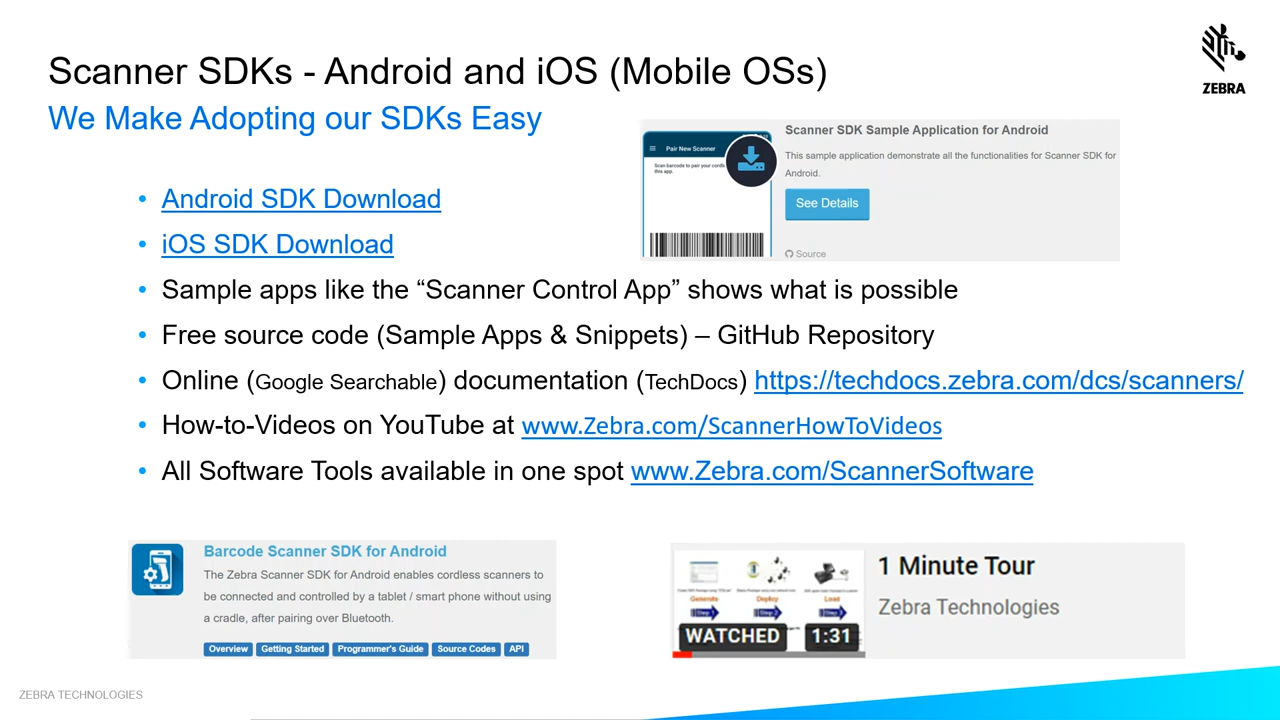 Scanner SDKs - Android and iOS (Mobile OSs)
ZEBRA
We Make Adopting our SDKs Easy
Pair New Scanner
Scan barcode to pair your cordle
this app.
Scanner SDK Sample Application for Android
This sample application demonstrate all the functionalities for Scanner SDK for
Android.
See Details
Source
• Android SDK Download
• iOS SDK Download
• Sample apps like the “Scanner Control App” shows what is possible
• Free source code (Sample Apps & Snippets) – GitHub Repository
• Online (Google Searchable) documentation (TechDocs) https://techdocs.zebra.com/dcs/scanners/
• How-to-Videos on YouTube at www.Zebra.com/ScannerHowToVideos
• All Software Tools available in one spot www.Zebra.com/ScannerSoftware
Barcode Scanner SDK for Android
The Zebra Scanner SDK for Android enables cordless scanners to
be connected and controlled by a tablet / smart phone without using
a cradle, after pairing over Bluetooth.
Overview Getting Started Programmer's Guide Source Codes API
Generate Deploy Load
Step 1 Step 2 Step 3
WATCHED 1:31
1 Minute Tour
Zebra Technologies
ZEBRA TECHNOLOGIES